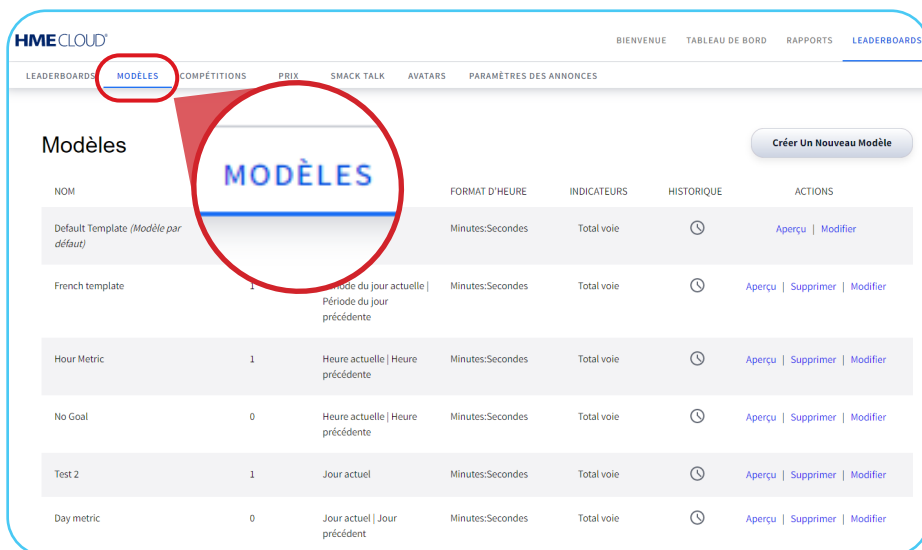 HME CLOUD®
BIENVENUE TABLEAU DE BORD RAPPORTS LEADERBOARDS
LEADERBOARDS MODÈLES COMPÉTITIONS PRIX SMACK TALK AVATARS PARAMÈTRES DES ANNONCES
MODÈLES
Modèles
Créer Un Nouveau Modèle
NOM FORMAT D'HEURE INDICATEURS HISTORIQUE ACTIONS
Default Template (Modèle par
défaut)
Minutes:Secondes Total voie Aperçu | Modifier
French template 1 du jour actuelle |
Période du jour
précédente
Minutes:Secondes Total voie Aperçu | Supprimer | Modifier
Hour Metric 1 Heure actuelle | Heure
précédente
Minutes:Secondes Total voie Aperçu | Supprimer | Modifier
No Goal 0 Heure actuelle | Heure
précédente
Minutes:Secondes Total voie Aperçu | Supprimer | Modifier
Test 2 1 Jour actuel Minutes:Secondes Total voie Aperçu | Supprimer | Modifier
Day metric 0 Jour actuel | Jour
précédent
Minutes:Secondes Total voie Aperçu | Supprimer | Modifier